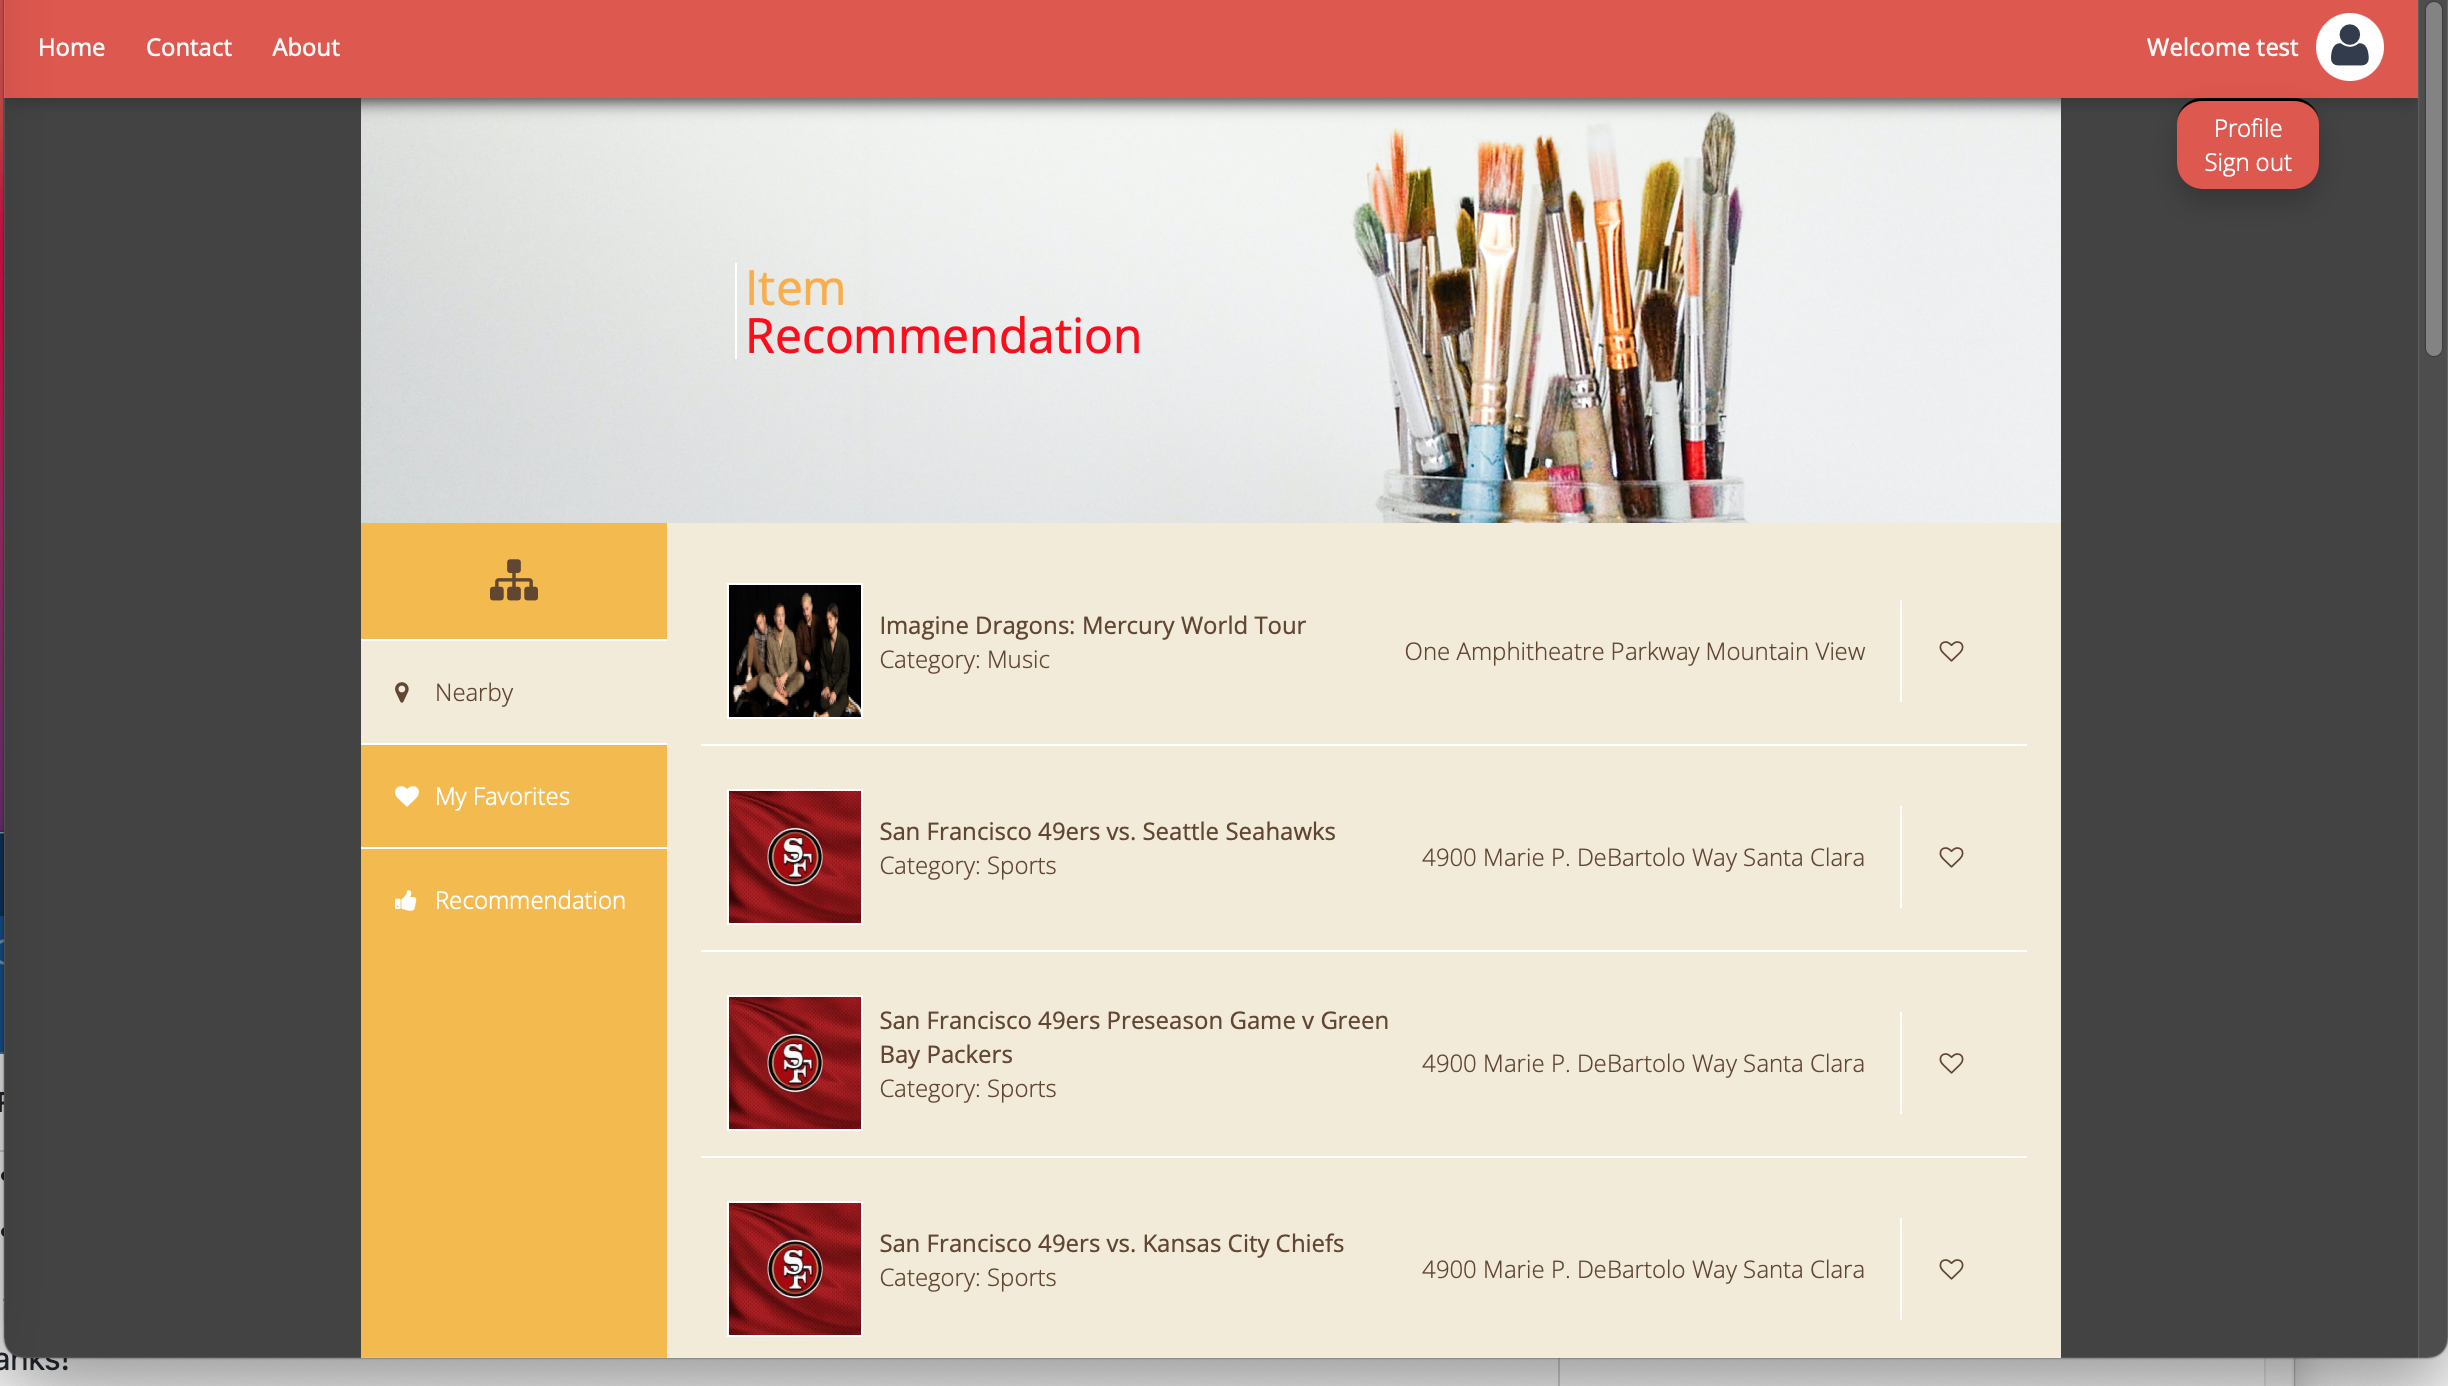 Home Contact About Welcome test
Profile
Sign out
Item
Recommendation
Nearby
My Favorites
Recommendation
Imagine Dragons: Mercury World Tour
Category: Music
One Amphitheatre Parkway Mountain View
SF
San Francisco 49ers vs. Seattle Seahawks
Category: Sports
4900 Marie P. DeBartolo Way Santa Clara
SF
San Francisco 49ers Preseason Game v Green
Bay Packers
Category: Sports
4900 Marie P. DeBartolo Way Santa Clara
SF
San Francisco 49ers vs. Kansas City Chiefs
Category: Sports
4900 Marie P. DeBartolo Way Santa Clara